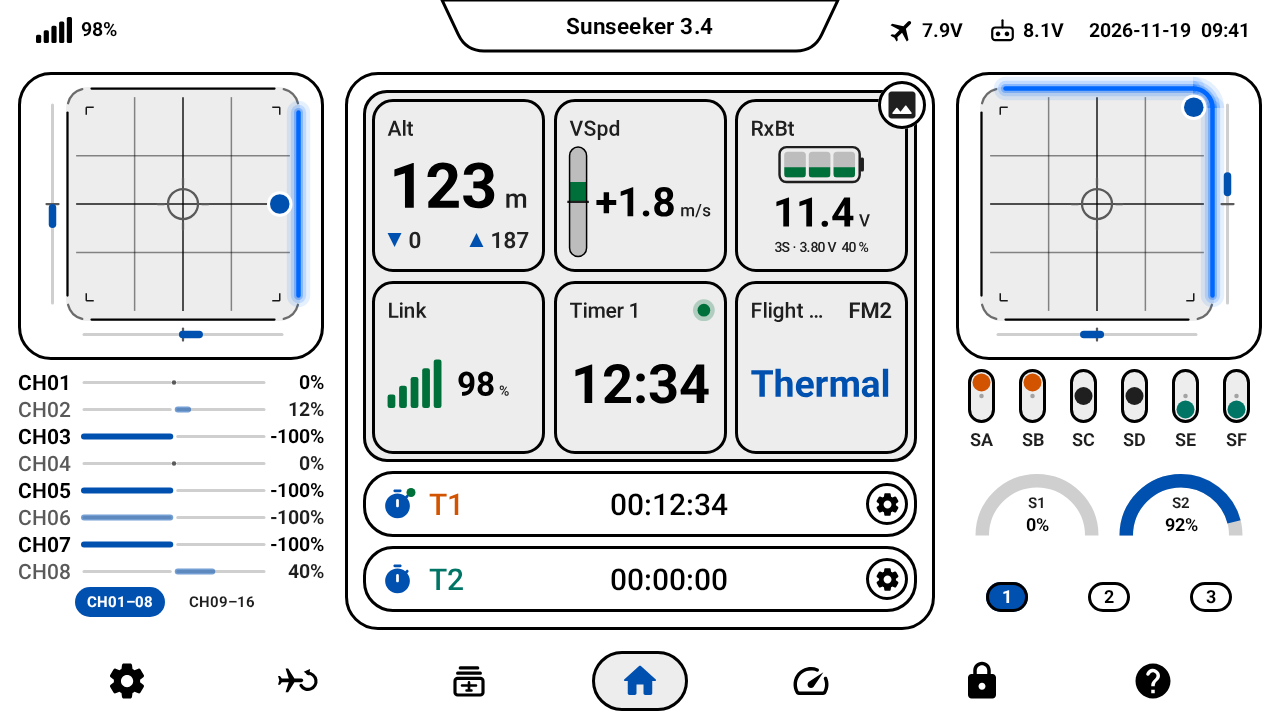 98%
Sunseeker 3.4
7.9V
8.1V
2026-11-19 09:41
CH01 0%
CH02 12%
CH03 -100%
CH04 0%
CH05 -100%
CH06 -100%
CH07 -100%
CH08 40%
CH01–08 CH09–16
Alt
123 m
0 187
VSpd
+1.8 m/s
RxBt
11.4 V
3S · 3.80 V 40 %
Link
98 %
Timer 1
12:34
Flight ... FM2
Thermal
T1 00:12:34
T2 00:00:00
SA SB SC SD SE SF
S1
0%
S2
92%
1 2 3